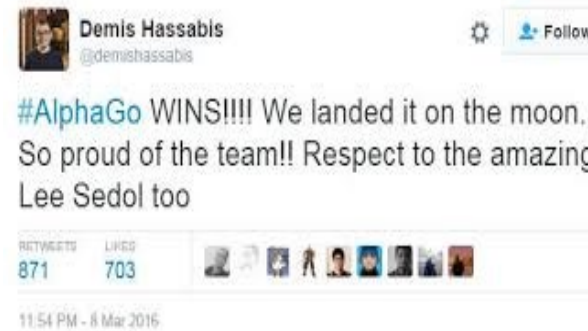 Demis Hassabis
@demishassabis
Follow
#AlphaGo WINS!!!! We landed it on the moon.
So proud of the team!! Respect to the amazing
Lee Sedol too
RETWEETS LIKES
871 703
11:54 PM - 8 Mar 2016